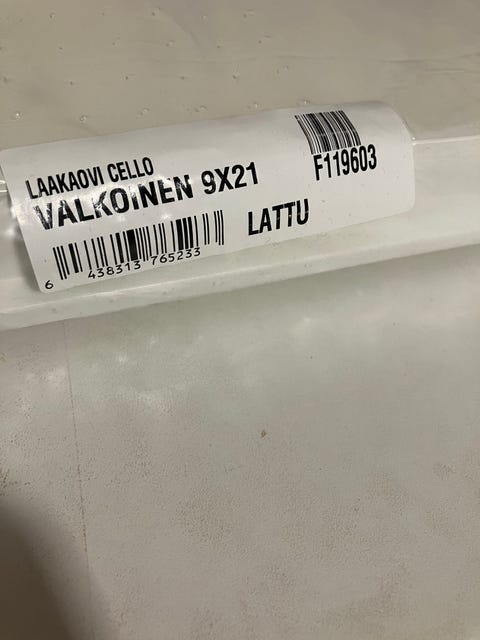 LAAKAOVI CELLO
VALKOINEN 9X21
6 438313 765233
LATTU
F119603